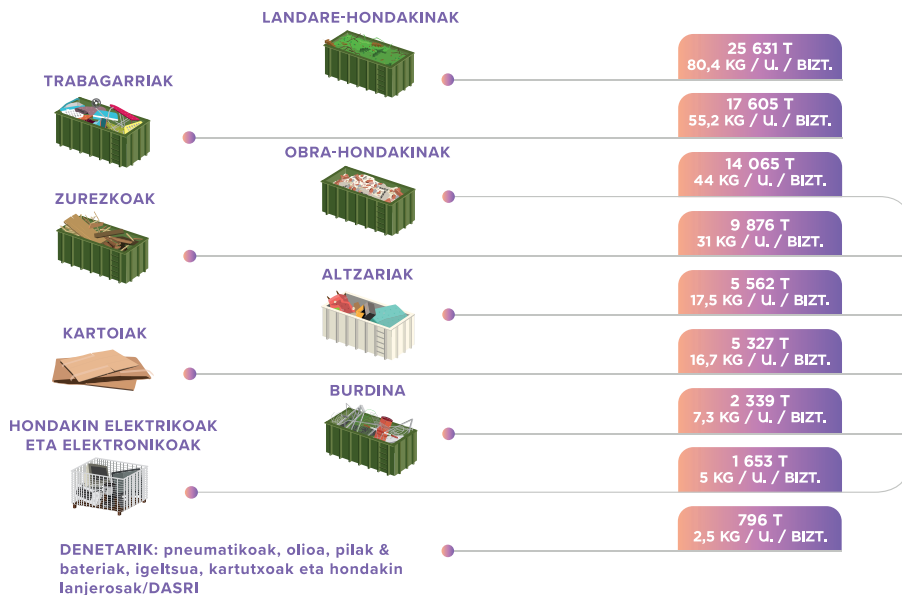 LANDARE-HONDAKINAK
25 631 T
80,4 KG / U. / BIZT.
TRABAGARRIAK
17 605 T
55,2 KG / U. / BIZT.
OBRA-HONDAKINAK
14 065 T
44 KG / U. / BIZT.
ZUREZKOAK
9 876 T
31 KG / U. / BIZT.
ALTZARIAK
5 562 T
17,5 KG / U. / BIZT.
KARTOIAK
5 327 T
16,7 KG / U. / BIZT.
BURDINA
2 339 T
7,3 KG / U. / BIZT.
HONDAKIN ELEKTRIKOAK
ETA ELEKTRONIKOAK
1 653 T
5 KG / U. / BIZT.
DENETARIK: pneumatikoak, olioa, pilak &
bateriak, igeltsua, kartutxoak eta hondakin
lanjerosak/DASRI
796 T
2,5 KG / U. / BIZT.